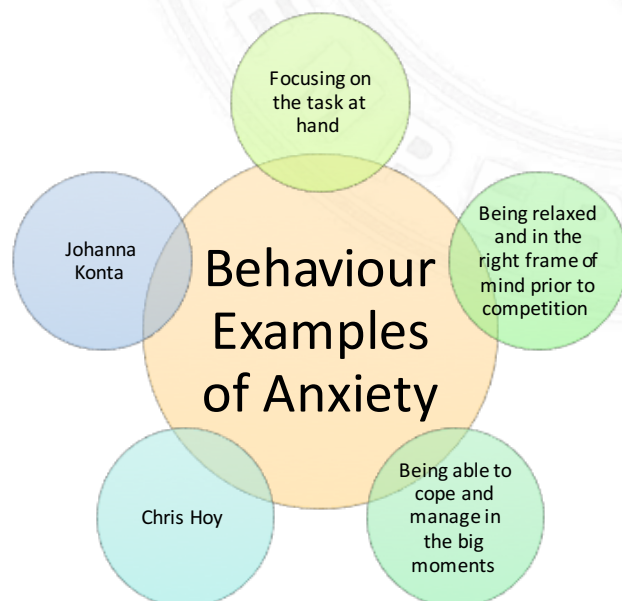 Focusing on
the task at
hand
Being relaxed
and in the
right frame of
mind prior to
competition
Being able to
cope and
manage in
the big
moments
Chris Hoy
Johanna
Konta
Behaviour
Examples
of Anxiety